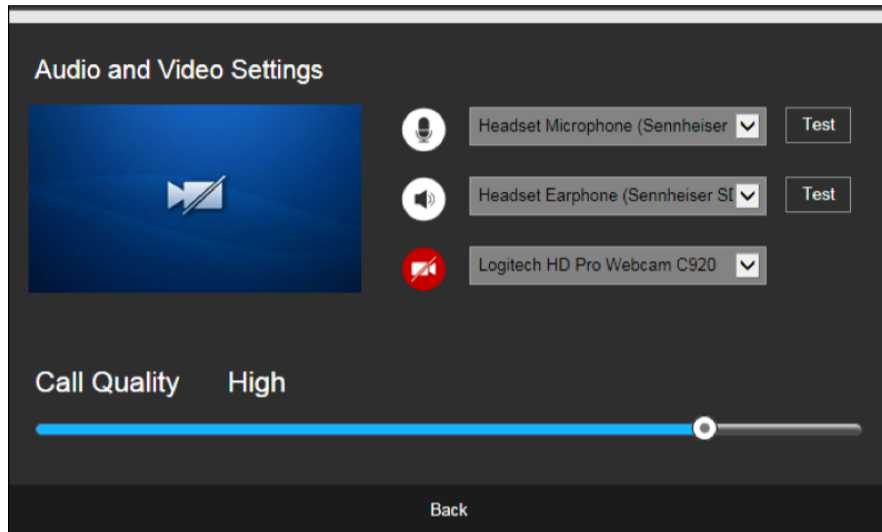 Audio and Video Settings
Headset Microphone (Sennheiser
Test
Headset Earphone (Sennheiser SD
Test
Logitech HD Pro Webcam C920
Call Quality High
Back